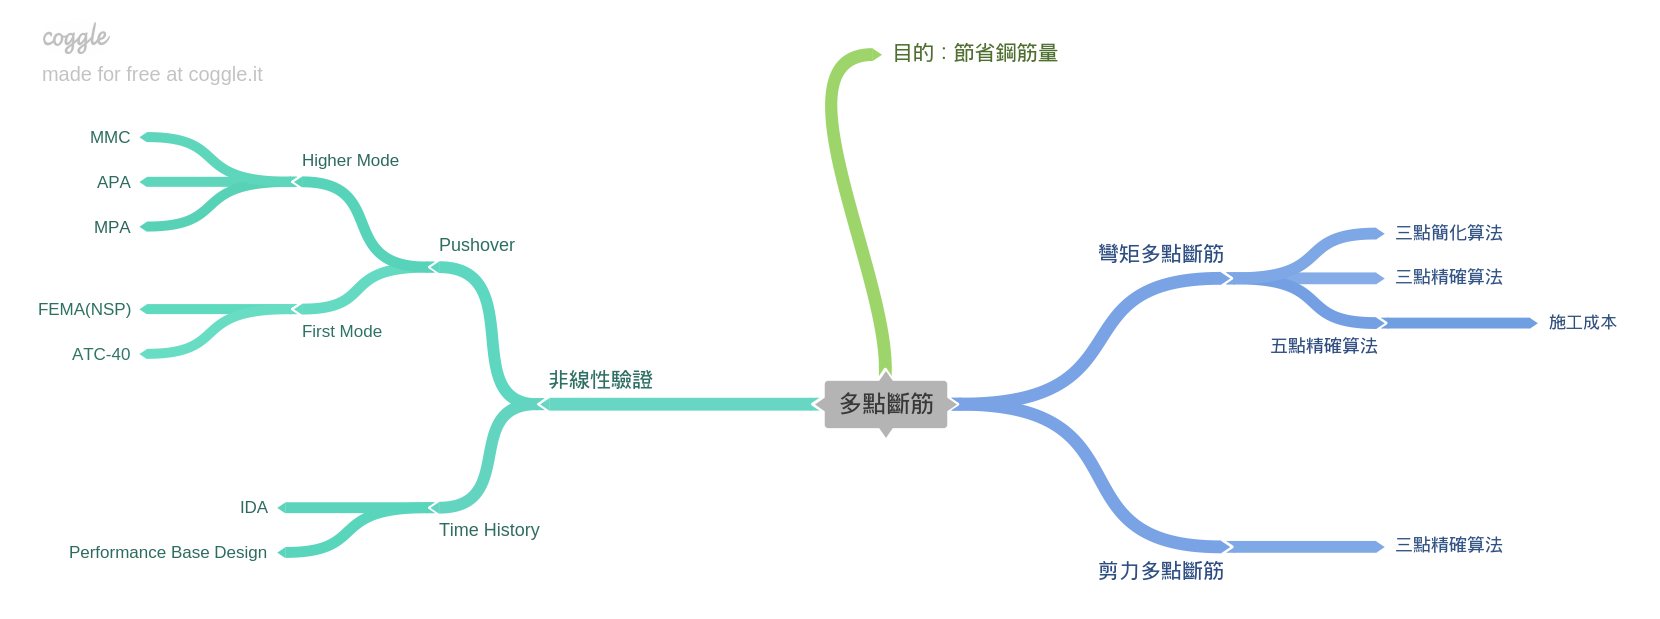 coggle
made for free at coggle.it
目的：節省鋼筋量
MMC
APA
MPA
Higher Mode
Pushover
FEMA(NSP)
ATC-40
First Mode
非線性驗證
IDA
Performance Base Design
Time History
多點斷筋
彎矩多點斷筋
三點簡化算法
三點精確算法
五點精確算法
施工成本
剪力多點斷筋
三點精確算法